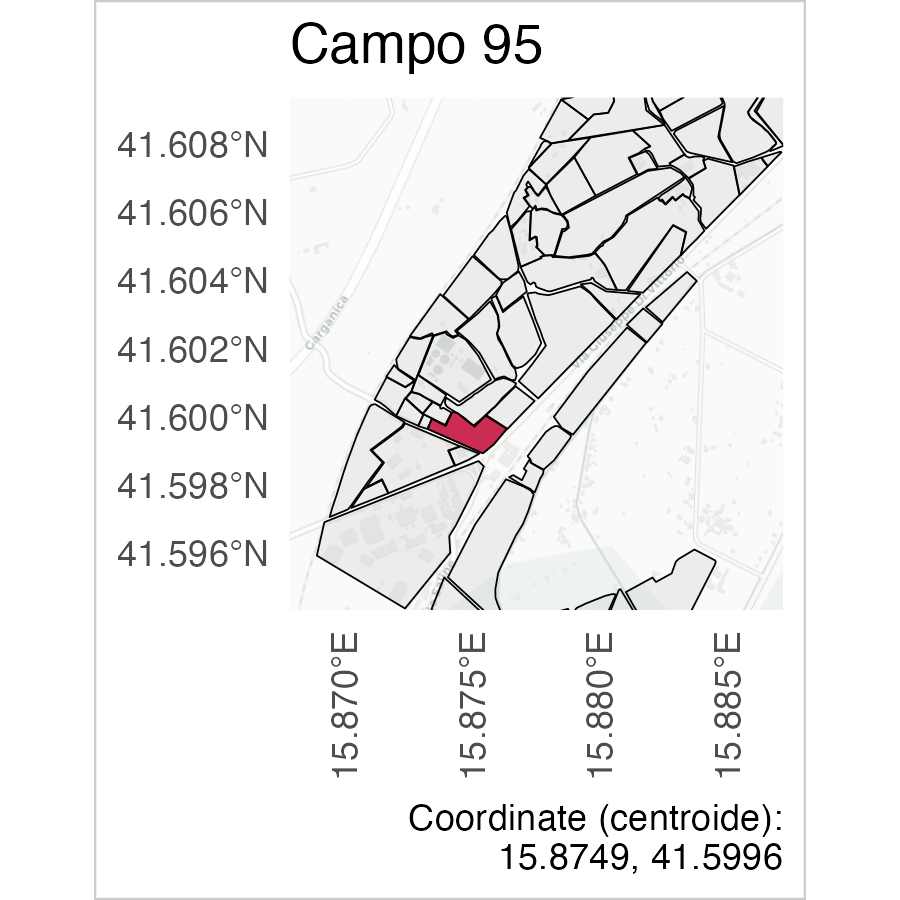 Campo 95
41.608°N
41.606°N
41.604°N
41.602°N
41.600°N
41.598°N
41.596°N
Garganica
Via Giuseppe Di Vittorio
15.870°E
15.875°E
15.880°E
15.885°E
Coordinate (centroide):
15.8749, 41.5996